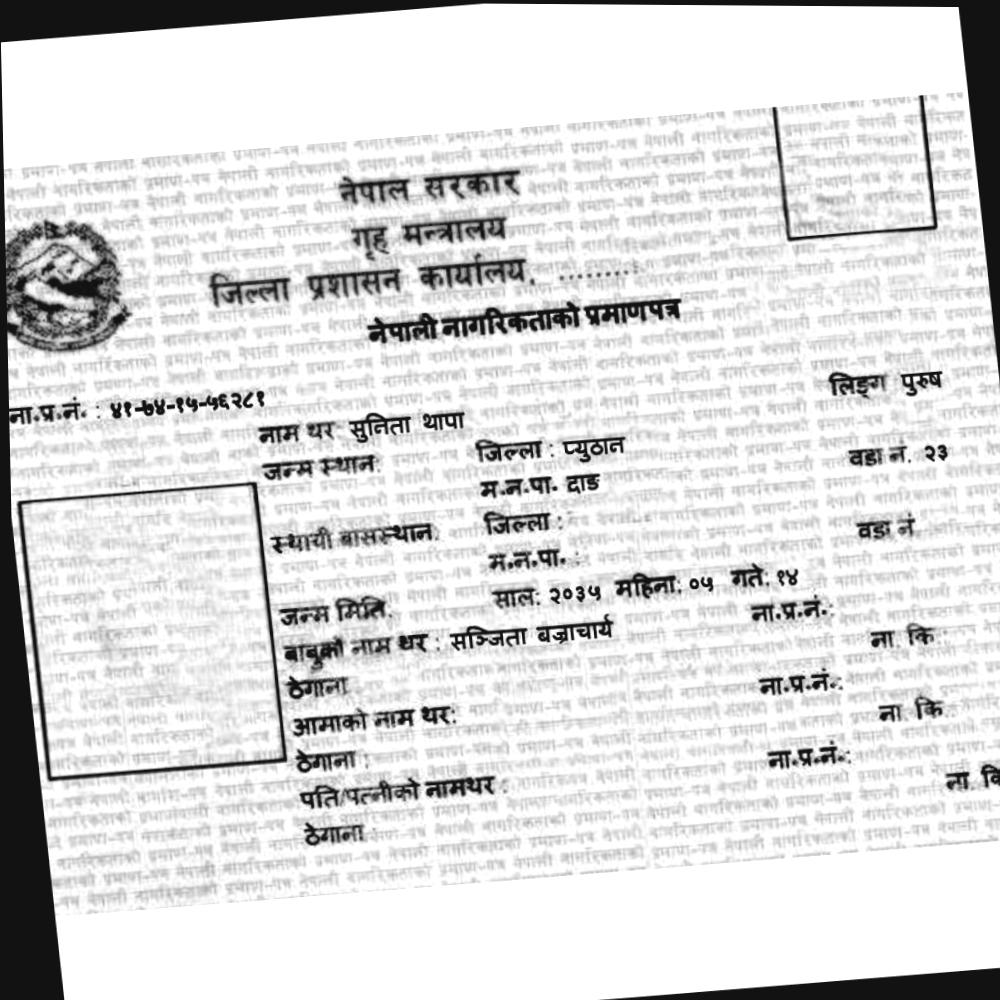 नेपाल सरकार
गृह मन्त्रालय
जिल्ला प्रशासन कार्यालय, .........
नेपाली नागरिकताको प्रमाणपत्र
ना.प्र.नं. : ४१-७४-१५-५६२८१ लिङ्ग पुरुष
नाम थर सुनिता थापा
जन्म स्थान: जिल्ला : प्युठान वडा नं. २३
म.न.पा. दाङ
स्थायी बासस्थान: जिल्ला : वडा नं
म.न.पा. :
जन्म मिति: साल: २०३५ महिना: ०५ गते: १४
बाबुको नाम थर : सञ्जिता बज्राचार्य ना.प्र.नं.:
ठेगाना ना कि :
आमाको नाम थर: ना.प्र.नं.:
ठेगाना : ना कि :
पति/पत्नीको नामथर : ना.प्र.नं.:
ठेगाना : ना कि